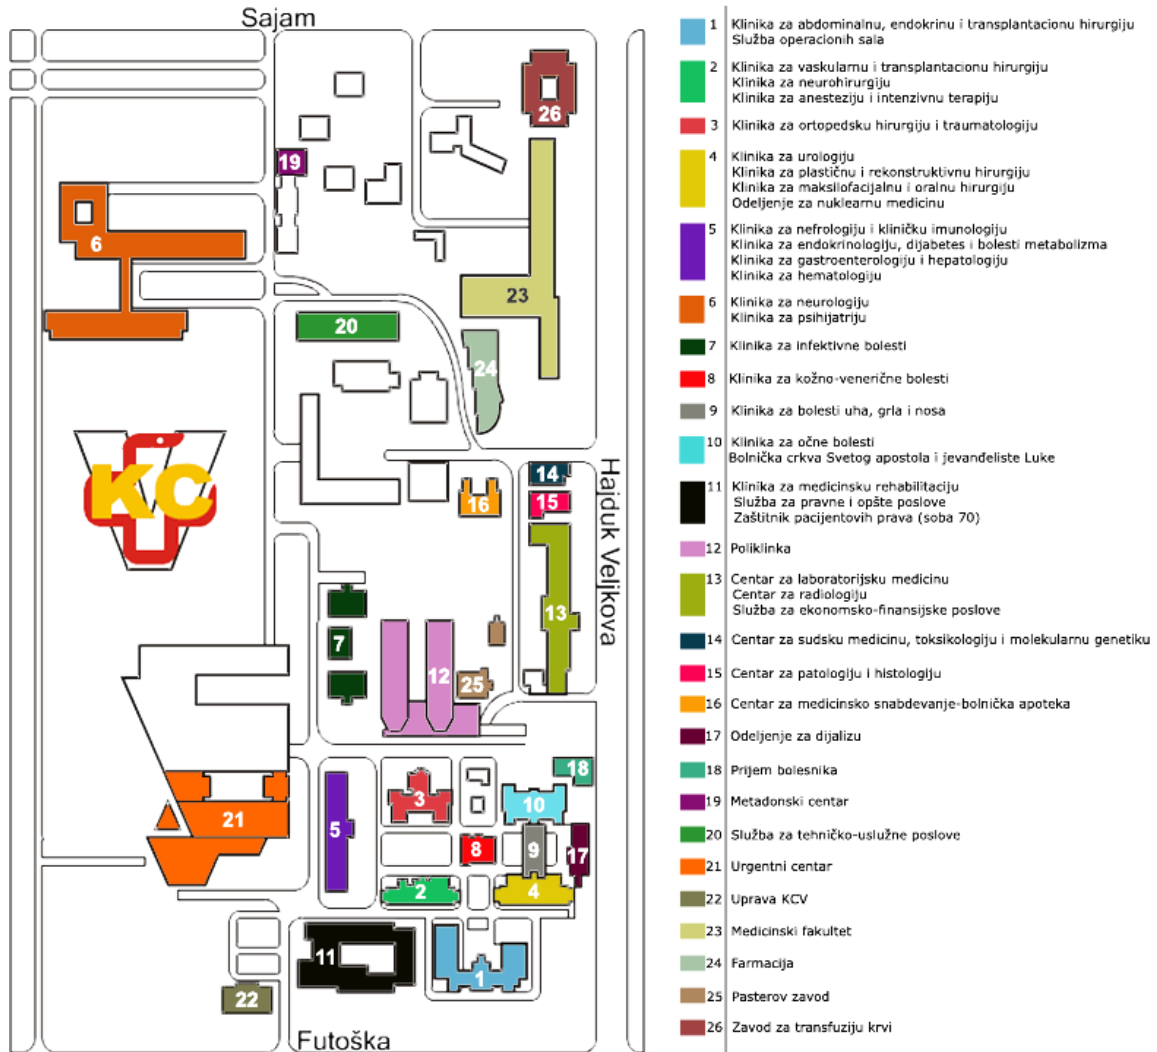 Sajam
26
19
6
23
20
24
KC
14
15
16
Hajduk Veljkova
13
7
12
25
18
3
10
21
5
8
9
17
2
4
11
1
22
Futoška
1 Klinika za abdominalnu, endokrinu i transplantacionu hirurgiju
Služba operacionih sala
2 Klinika za vaskularnu i transplantacionu hirurgiju
Klinika za neurohirurgiju
Klinika za anesteziju i intenzivnu terapiju
3 Klinika za ortopedsku hirurgiju i traumatologiju
4 Klinika za urologiju
Klinika za plastičnu i rekonstruktivnu hirurgiju
Klinika za maksilofacijalnu i oralnu hirurgiju
Odeljenje za nuklearnu medicinu
5 Klinika za nefrologiju i kliničku imunologiju
Klinika za endokrinologiju, dijabetes i bolesti metabolizma
Klinika za gastroenterologiju i hepatologiju
Klinika za hematologiju
6 Klinika za neurologiju
Klinika za psihijatriju
7 Klinika za infektivne bolesti
8 Klinika za kožno-venerične bolesti
9 Klinika za bolesti uha, grla i nosa
10 Klinika za očne bolesti
Bolnička crkva Svetog apostola i jevanđeliste Luke
11 Klinika za medicinsku rehabilitaciju
Služba za pravne i opšte poslove
Zaštitnik pacijentovih prava (soba 70)
12 Poliklinka
13 Centar za laboratorijsku medicinu
Centar za radiologiju
Služba za ekonomsko-finansijske poslove
14 Centar za sudsku medicinu, toksikologiju i molekularnu genetiku
15 Centar za patologiju i histologiju
16 Centar za medicinsko snabdevanje-bolnička apoteka
17 Odeljenje za dijalizu
18 Prijem bolesnika
19 Metadonski centar
20 Služba za tehničko-uslužne poslove
21 Urgentni centar
22 Uprava KCV
23 Medicinski fakultet
24 Farmacija
25 Pasterov zavod
26 Zavod za transfuziju krvi